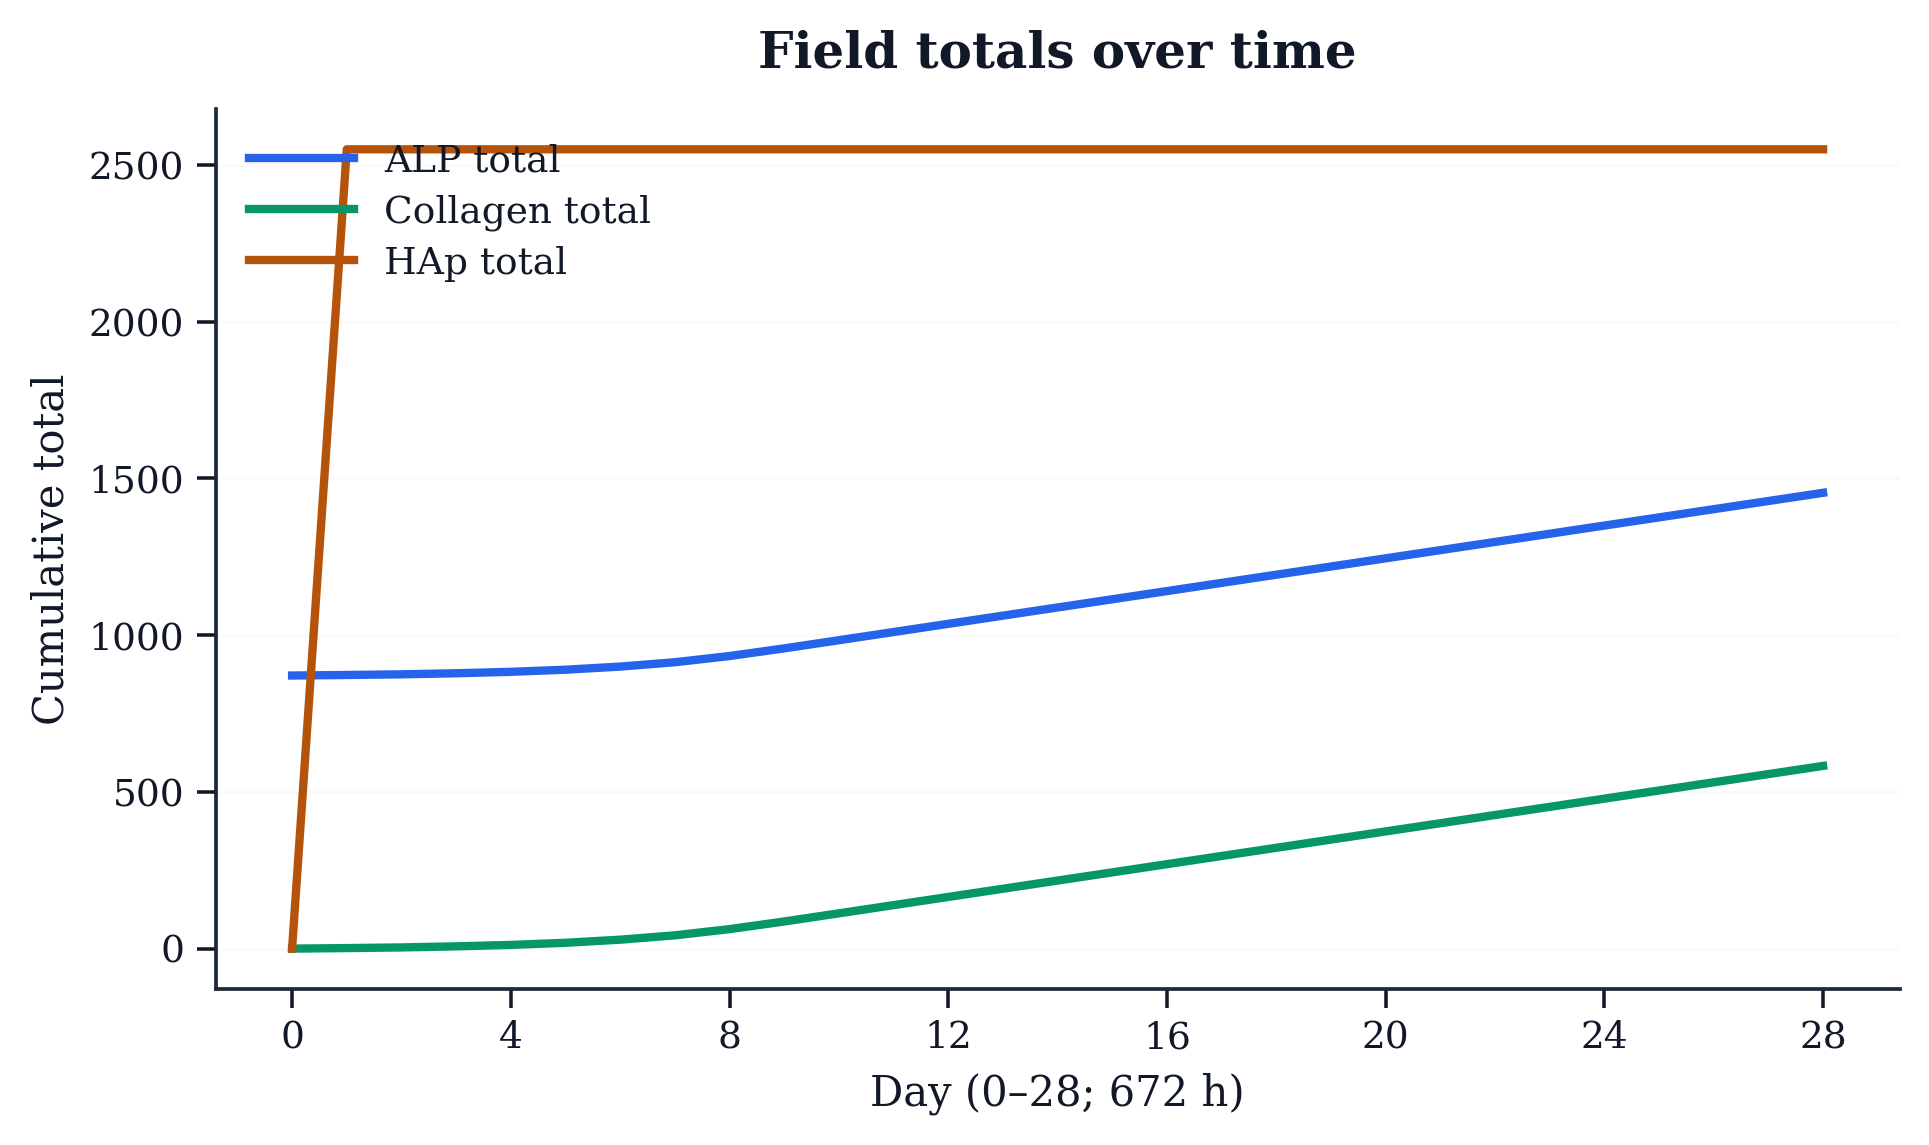 Field totals over time
ALP total
Collagen total
HAp total
2500
2000
1500
1000
500
0
Cumulative total
0 4 8 12 16 20 24 28
Day (0–28; 672 h)